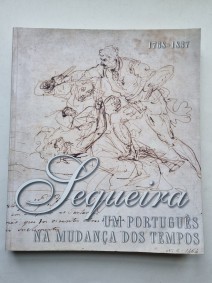 1768-1837
Sequeira
UM PORTUGUÊS
NA MUDANÇA DOS TEMPOS